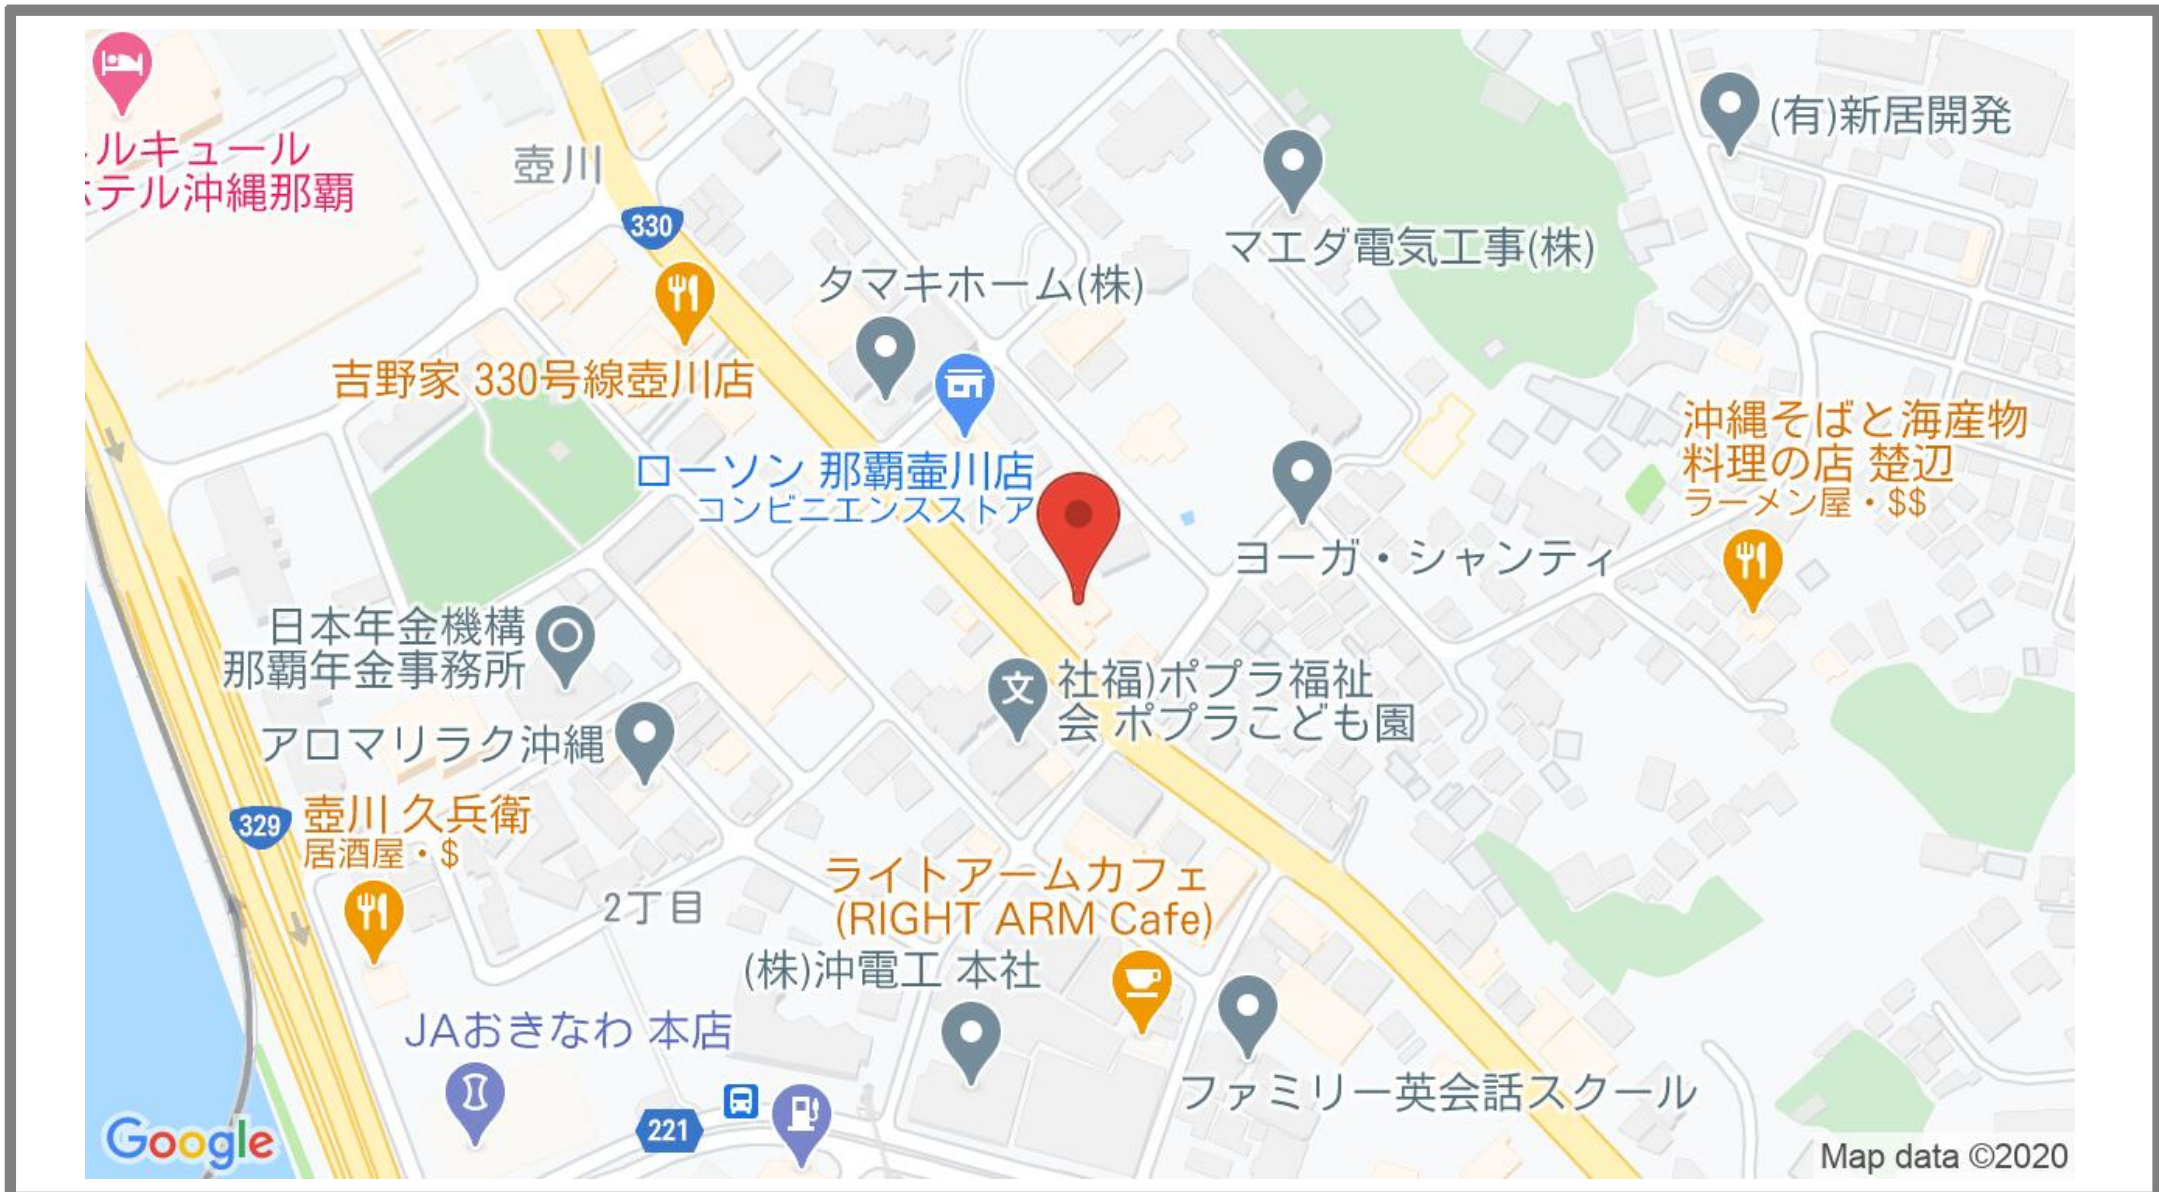 (有)新居開発
ルキュール
テル沖縄那覇
壺川
330
マエダ電気工事(株)
タマキホーム(株)
吉野家 330号線壺川店
沖縄そばと海産物
料理の店 楚辺
ラーメン屋・$$
ローソン 那覇壷川店
コンビニエンスストア
ヨーガ・シャンティ
日本年金機構
那覇年金事務所
文
社福)ポプラ福祉
会 ポプラこども園
アロマリラク沖縄
329
壺川 久兵衛
居酒屋・$
ライトアームカフェ
(RIGHT ARM Cafe)
2丁目
(株)沖電工 本社
JAおきなわ 本店
ファミリー英会話スクール
221
Google
Map data ©2020